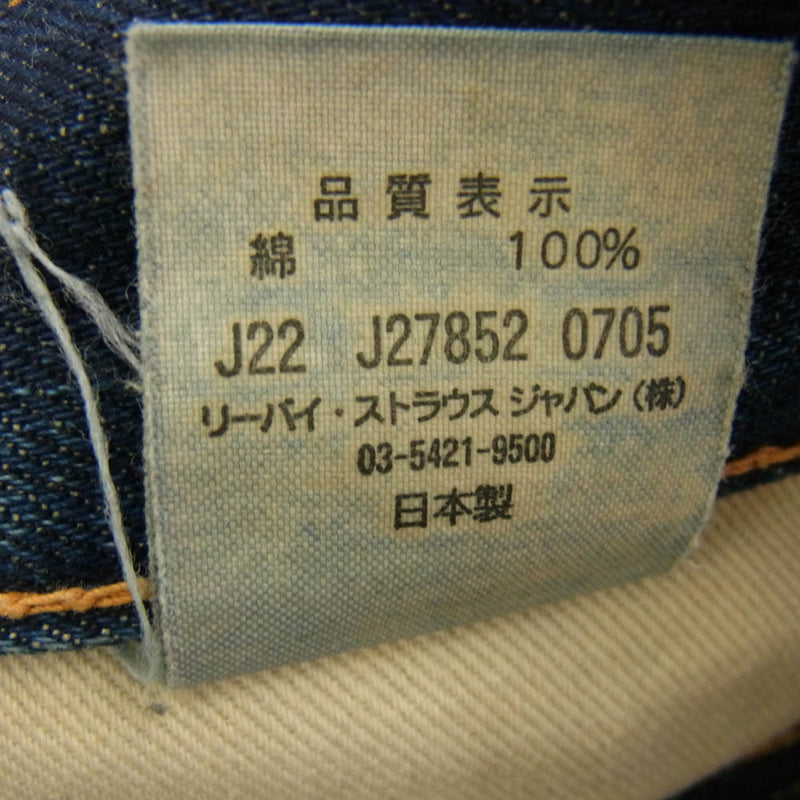 品質表示
綿 100%
J22 J27852 0705
リーバイ・ストラウス ジャパン(株)
03-5421-9500
日本製